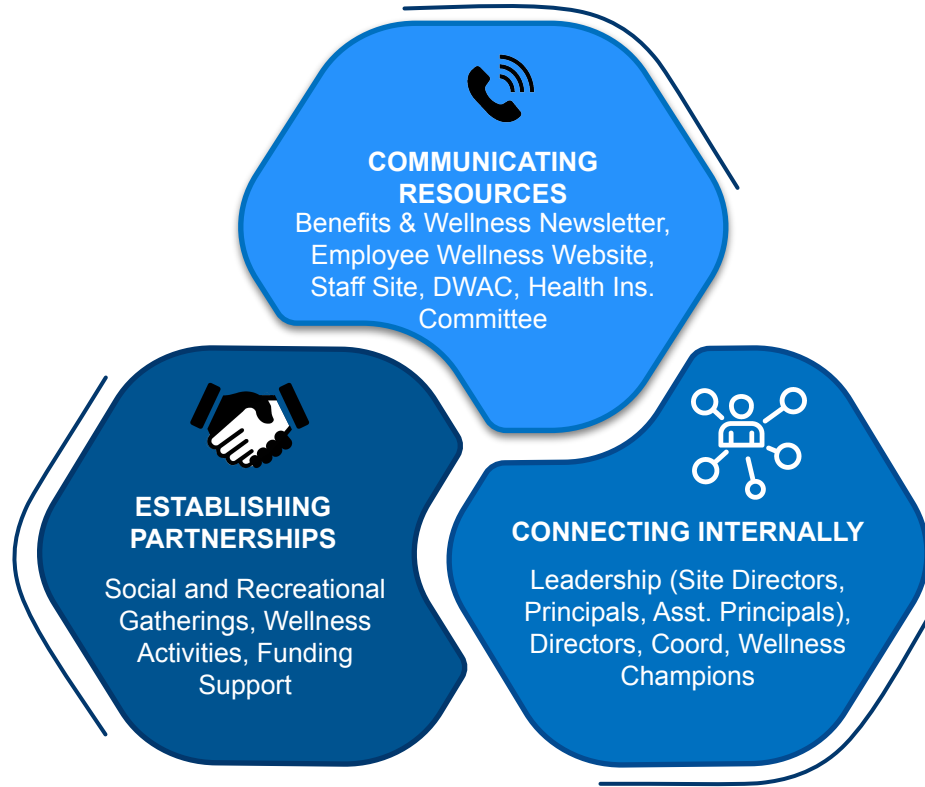 COMMUNICATING
RESOURCES
Benefits & Wellness Newsletter,
Employee Wellness Website,
Staff Site, DWAC, Health Ins.
Committee
ESTABLISHING
PARTNERSHIPS
Social and Recreational
Gatherings, Wellness
Activities, Funding
Support
CONNECTING INTERNALLY
Leadership (Site Directors,
Principals, Asst. Principals),
Directors, Coord, Wellness
Champions